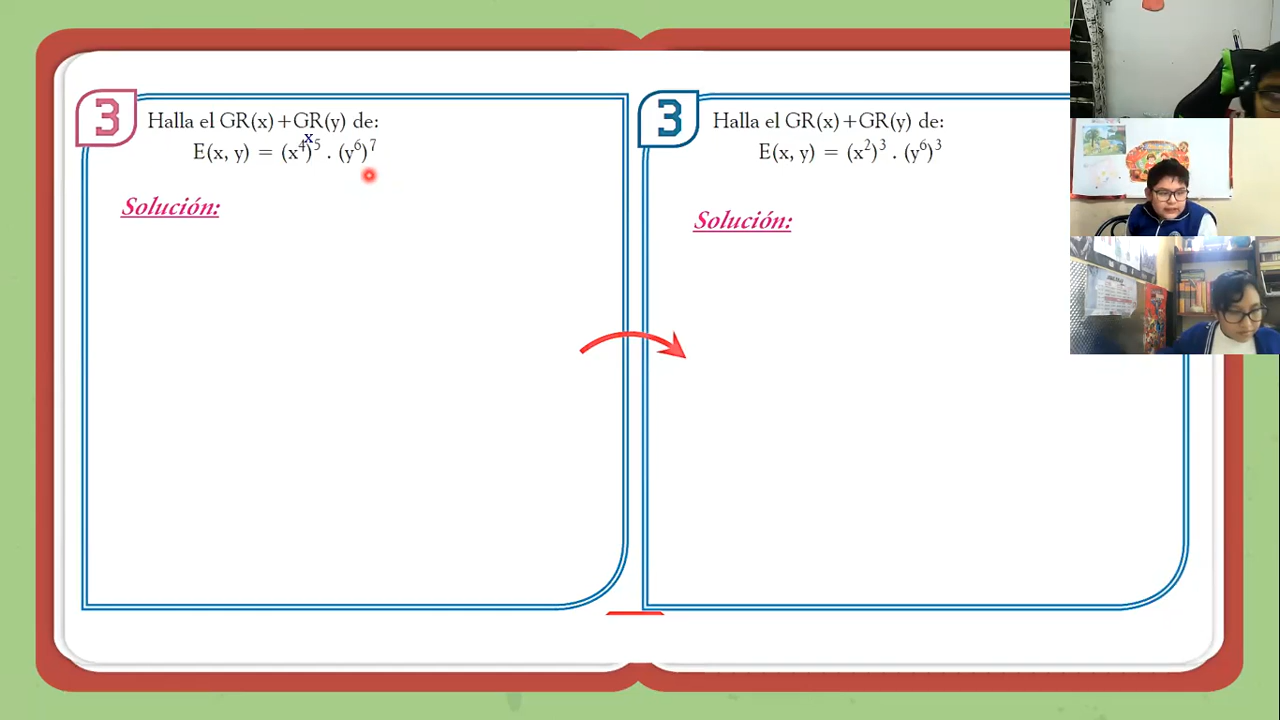 3
Halla el GR(x)+GR(y) de:
x
E(x, y) = (x⁴)⁵ . (y⁶)⁷
Solución:
3
Halla el GR(x)+GR(y) de:
E(x, y) = (x²)³ . (y⁶)³
Solución: